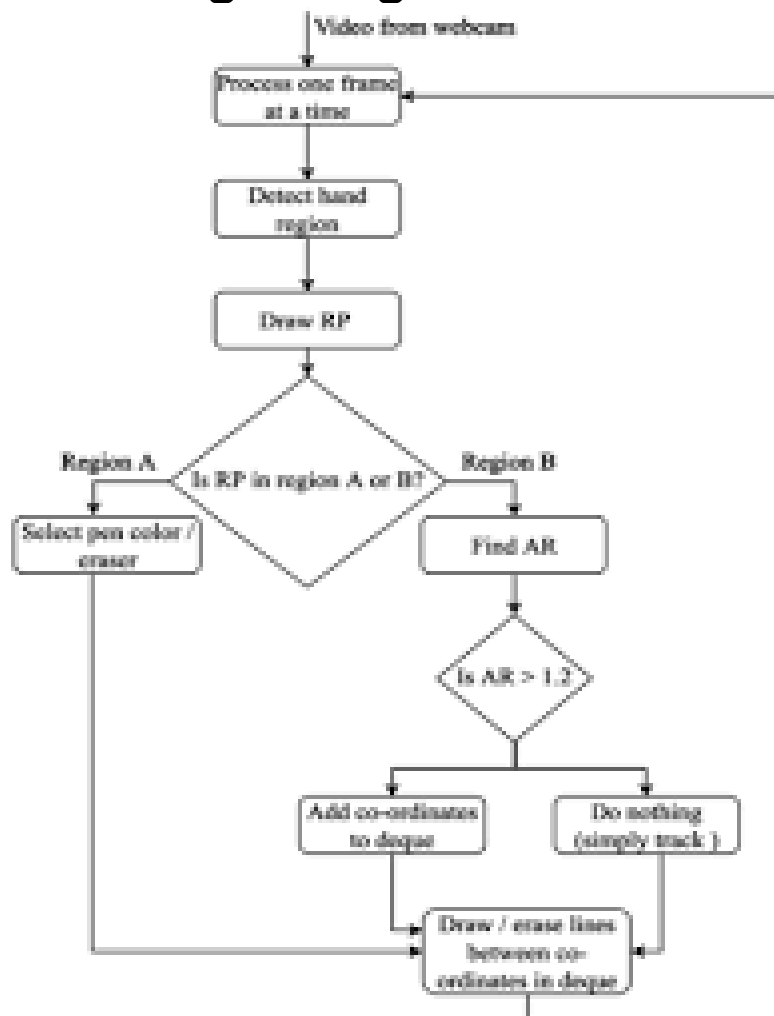 Video from webcam
Process one frame
at a time
Detect hand
region
Draw RP
Is RP in region A or B?
Region A
Region B
Select pen color /
eraser
Find AR
Is AR > 1.2
Add co-ordinates
to deque
Do nothing
(simply track )
Draw / erase lines
between co-
ordinates in deque